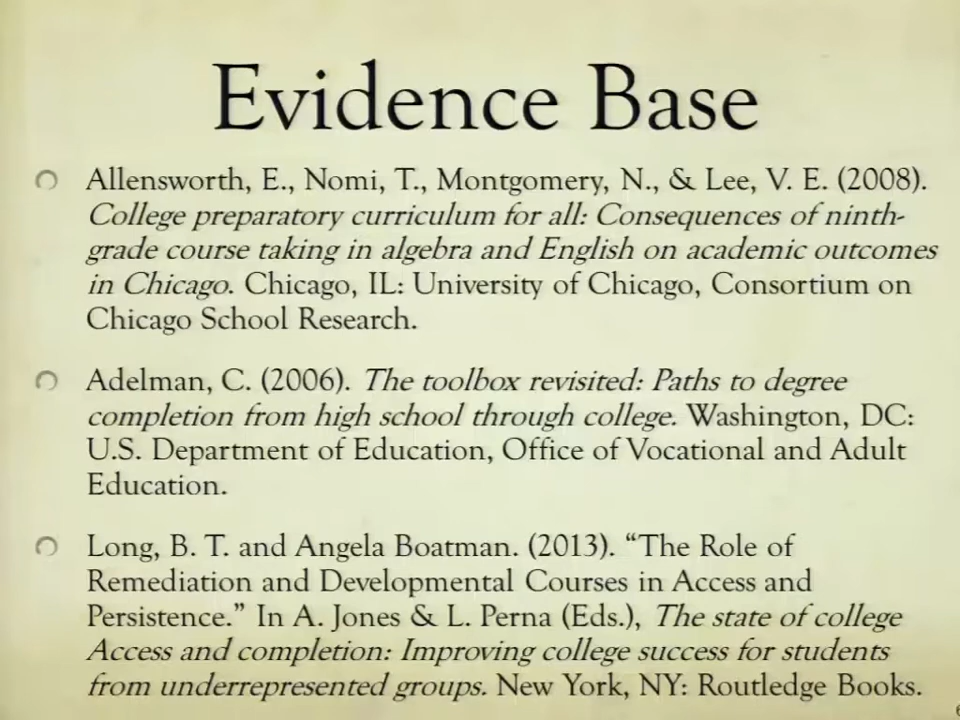 Evidence Base
Allensworth, E., Nomi, T., Montgomery, N., & Lee, V. E. (2008).
College preparatory curriculum for all: Consequences of ninth-
grade course taking in algebra and English on academic outcomes
in Chicago. Chicago, IL: University of Chicago, Consortium on
Chicago School Research.
Adelman, C. (2006). The toolbox revisited: Paths to degree
completion from high school through college. Washington, DC:
U.S. Department of Education, Office of Vocational and Adult
Education.
Long, B. T. and Angela Boatman. (2013). “The Role of
Remediation and Developmental Courses in Access and
Persistence.” In A. Jones & L. Perna (Eds.), The state of college
Access and completion: Improving college success for students
from underrepresented groups. New York, NY: Routledge Books.